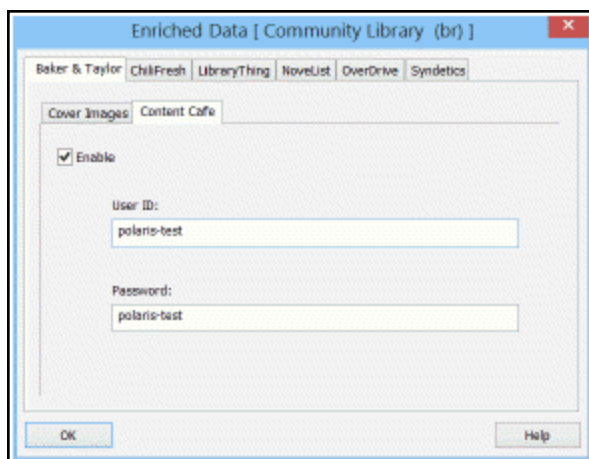 Enriched Data [ Community Library (br) ]
Baker & Taylor ChiliFresh LibraryThing NoveList OverDrive Syndetics
Cover Images Content Cafe
Enable
User ID:
polaris-test
Password:
polaris-test
OK Help